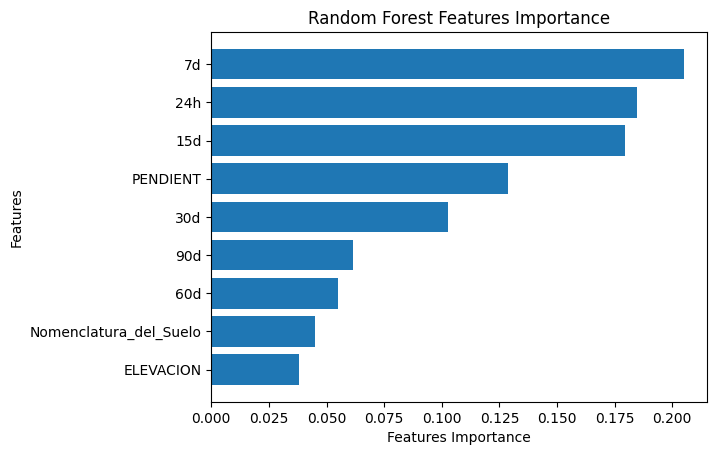 Random Forest Features Importance
Features
7d
24h
15d
PENDIENT
30d
90d
60d
Nomenclatura_del_Suelo
ELEVACION
0.000 0.025 0.050 0.075 0.100 0.125 0.150 0.175 0.200
Features Importance